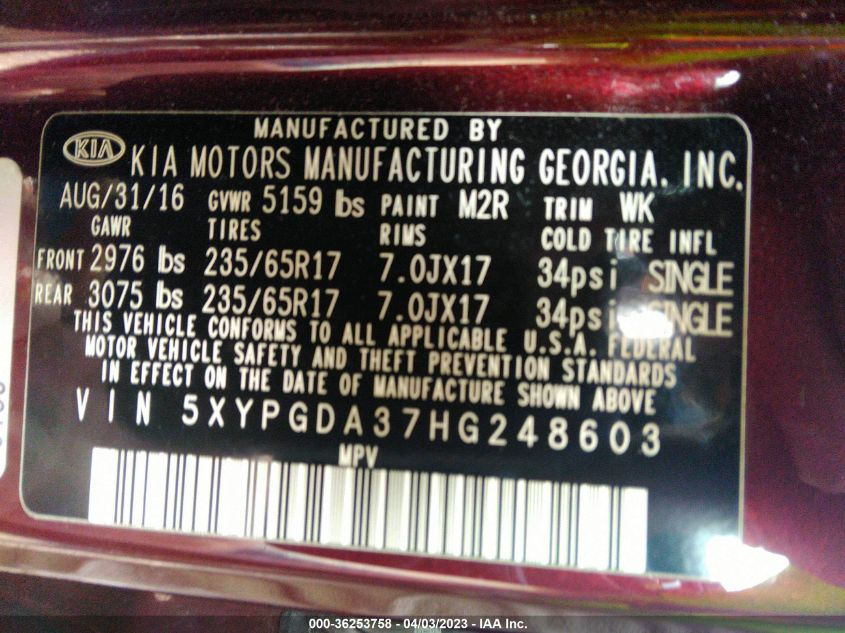 MANUFACTURED BY
KIA KIA MOTORS MANUFACTURING GEORGIA. INC.
AUG/31/16 GVWR 5159 lbs PAINT M2R TRIM WK
GAWR TIRES RIMS COLD TIRE INFL
FRONT 2976 lbs 235/65R17 7.0JX17 34psi SINGLE
REAR 3075 lbs 235/65R17 7.0JX17 34psi SINGLE
THIS VEHICLE CONFORMS TO ALL APPLICABLE U.S.A. FEDERAL
MOTOR VEHICLE SAFETY AND THEFT PREVENTION STANDARDS
IN EFFECT ON THE DATE OF MANUFACTURE SHOWN ABOVE
VIN 5XYPGDA37HG248603
MPV
000-36253758 - 04/03/2023 - IAA Inc.